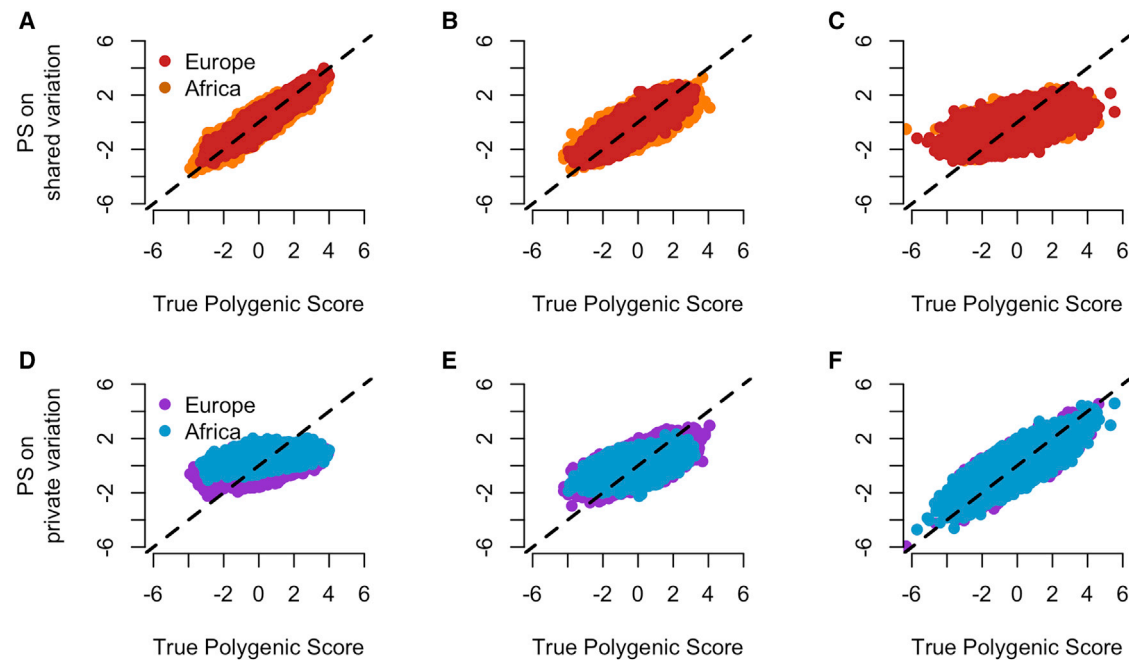 A
B
C
PS on
shared variation
6
2
-2
-6
Europe
Africa
-6 -2 0 2 4 6
True Polygenic Score
6
2
-2
-6
-6 -2 0 2 4 6
True Polygenic Score
6
2
-2
-6
-6 -2 0 2 4 6
True Polygenic Score
D
E
F
PS on
private variation
6
2
-2
-6
Europe
Africa
-6 -2 0 2 4 6
True Polygenic Score
6
2
-2
-6
-6 -2 0 2 4 6
True Polygenic Score
6
2
-2
-6
-6 -2 0 2 4 6
True Polygenic Score